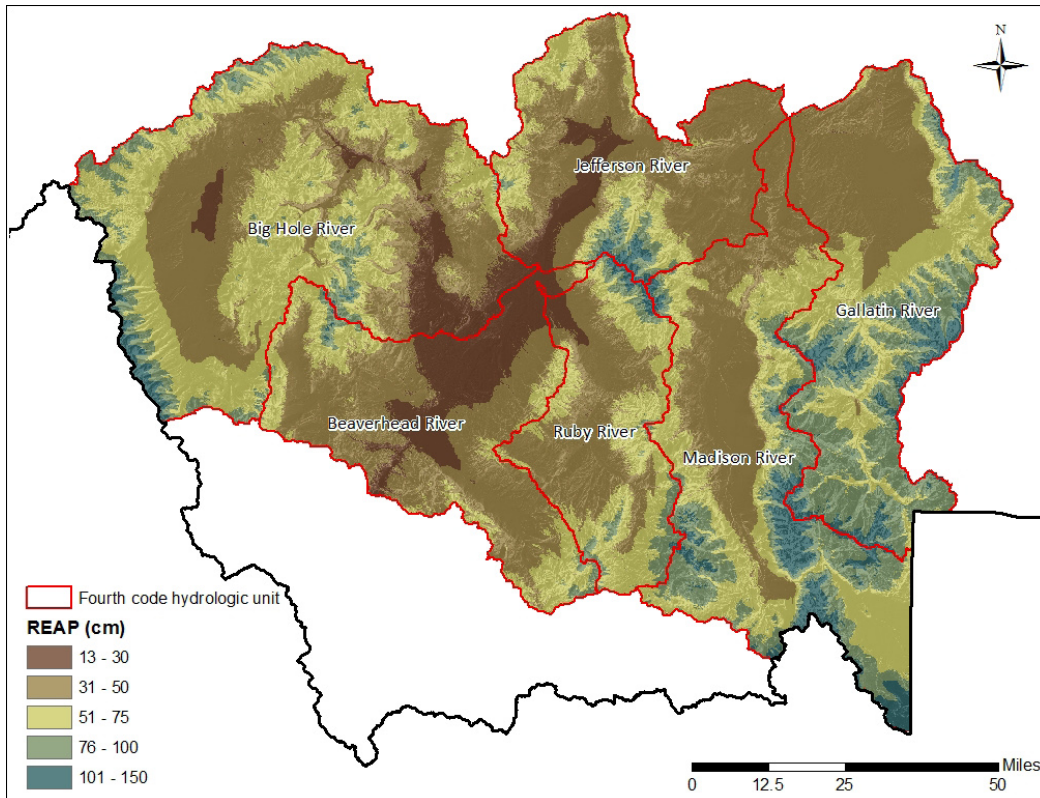 N
Jefferson River
Big Hole River
Gallatin River
Beaverhead River
Ruby River
Madison River
Fourth code hydrologic unit
REAP (cm)
13 - 30
31 - 50
51 - 75
76 - 100
101 - 150
Miles
0 12.5 25 50